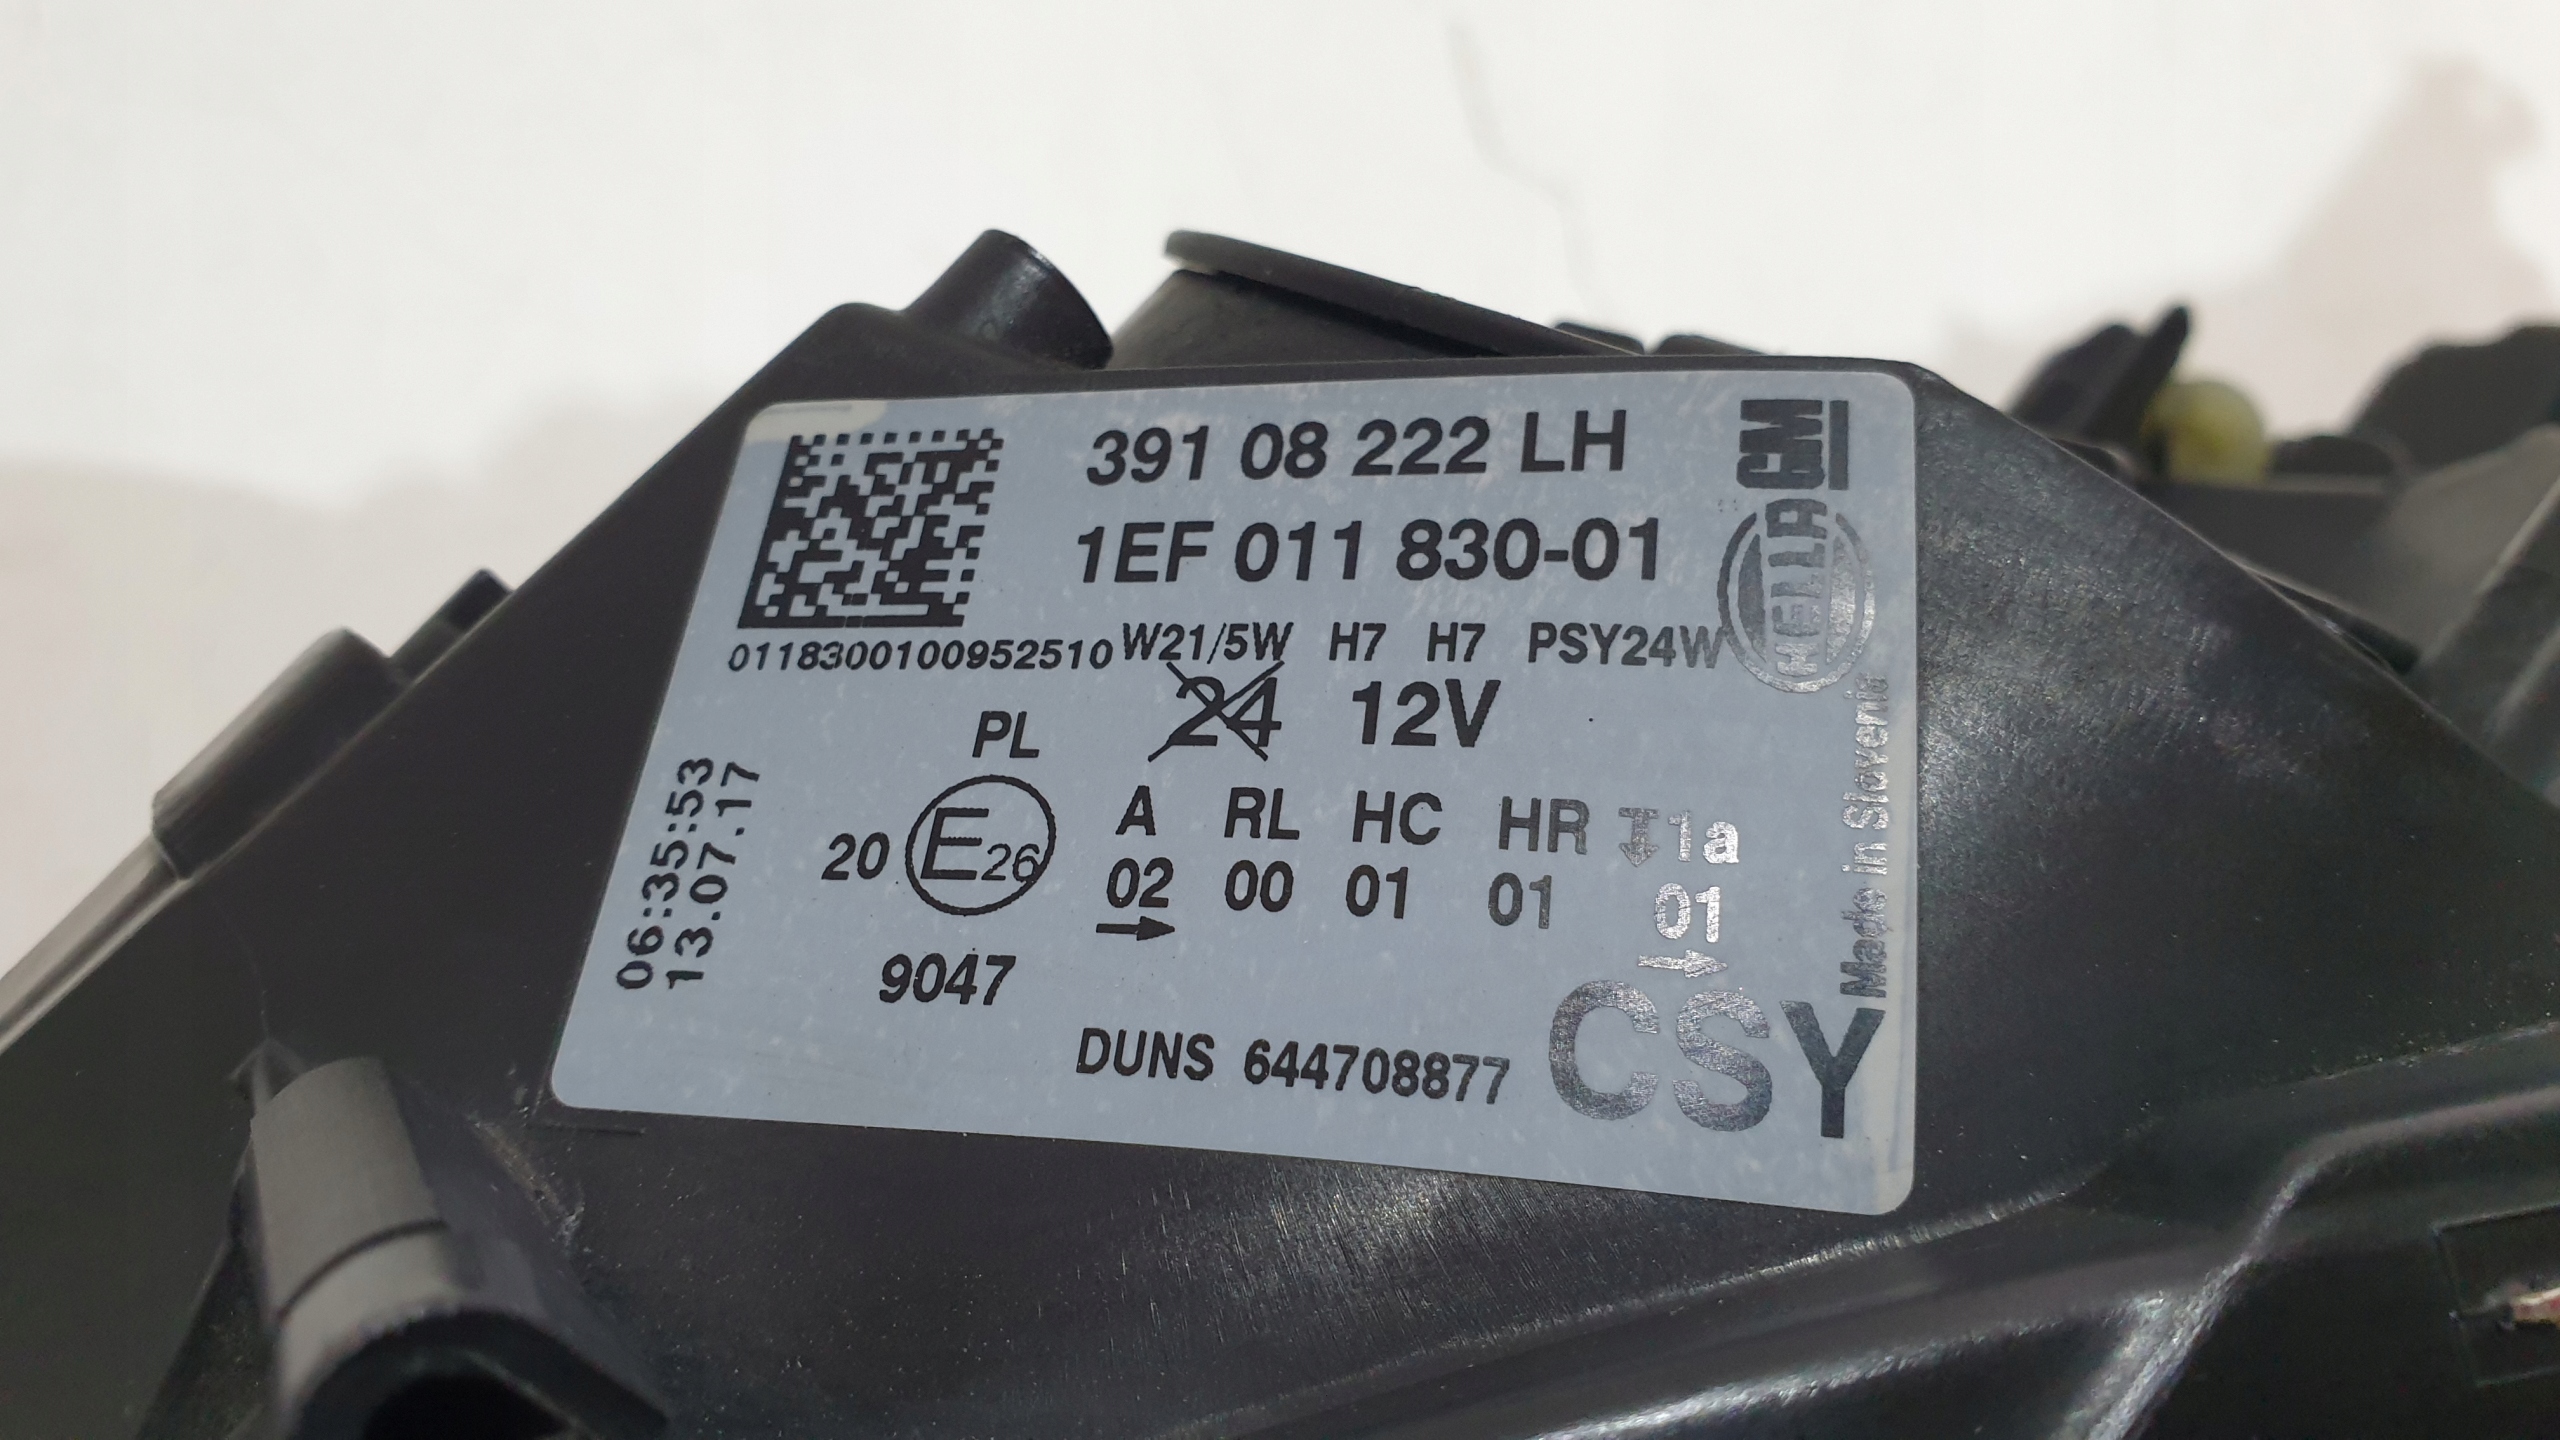 391 08 222 LH
GM
1EF 011 830-01
HELLA
0118300100952510
W21/5W H7 H7 PSY24W
24 12V
PL
20 E26
A RL HC HR 1a
02 00 01 01 01
9047
06:35:53
13.07.17
DUNS 644708877
CSY
Made in Slovenia